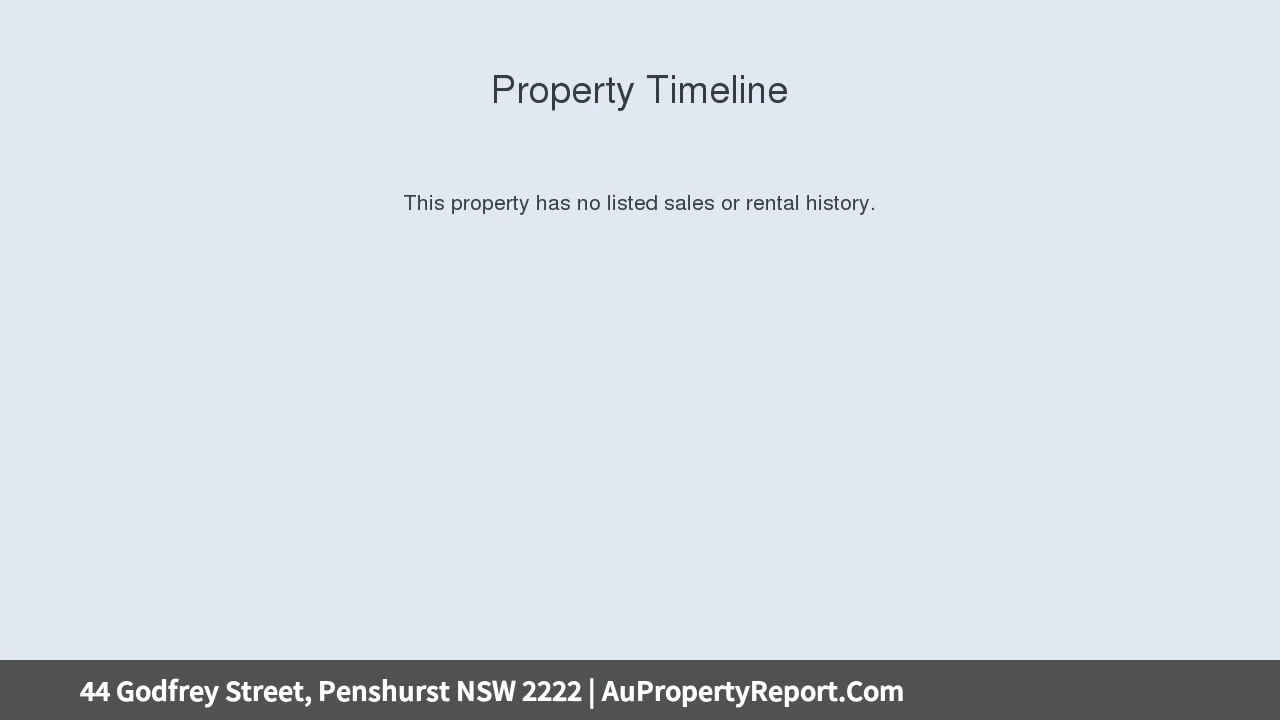 Property Timeline
This property has no listed sales or rental history.
44 Godfrey Street, Penshurst NSW 2222 | AuPropertyReport.Com